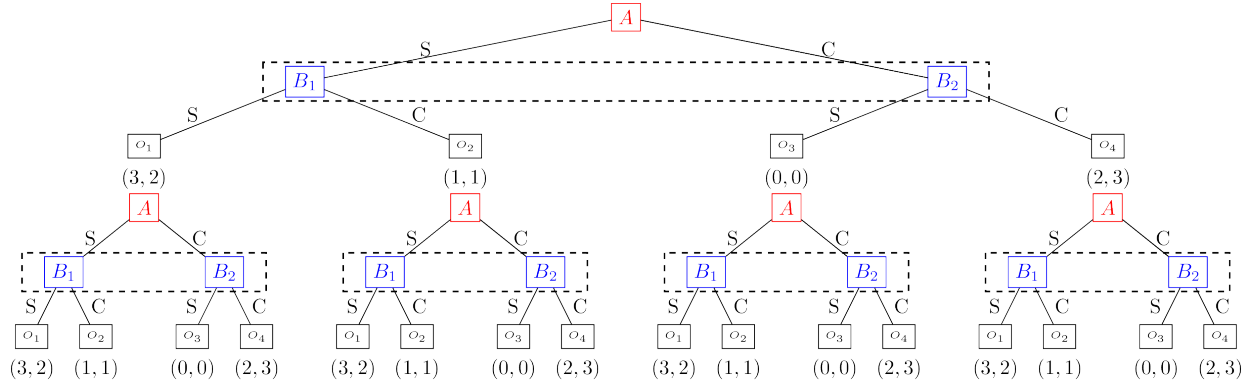 A
S C
B₁ B₂
S C S C
O₁ O₂ O₃ O₄
(3, 2) (1, 1) (0, 0) (2, 3)
A A A A
S C S C S C S C
B₁ B₂ B₁ B₂ B₁ B₂ B₁ B₂
S C S C S C S C S C S C S C S C
O₁ O₂ O₃ O₄ O₁ O₂ O₃ O₄ O₁ O₂ O₃ O₄ O₁ O₂ O₃ O₄
(3, 2) (1, 1) (0, 0) (2, 3) (3, 2) (1, 1) (0, 0) (2, 3) (3, 2) (1, 1) (0, 0) (2, 3) (3, 2) (1, 1) (0, 0) (2, 3)